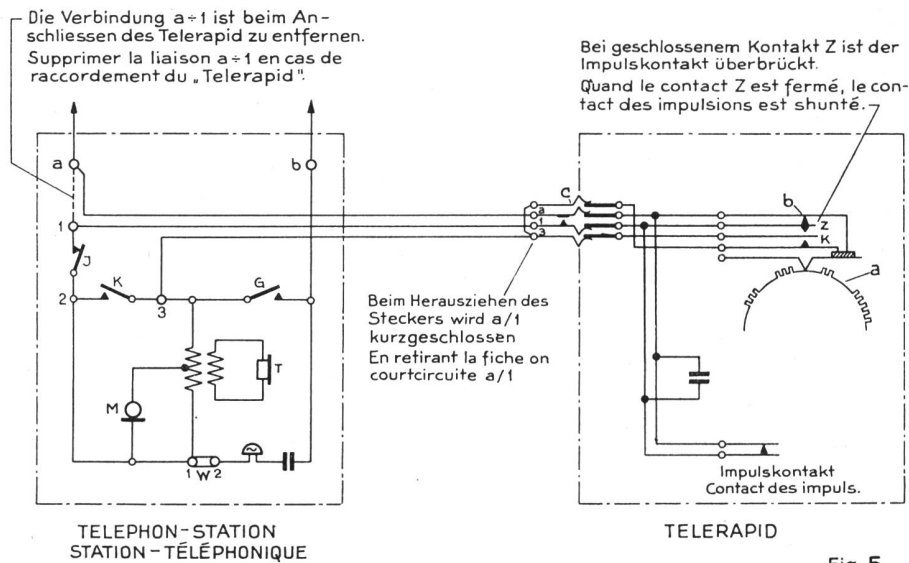 Die Verbindung a÷1 ist beim An-
schliessen des Telerapid zu entfernen.
Supprimer la liaison a÷1 en cas de
raccordement du „Telerapid".
Bei geschlossenem Kontakt Z ist der
Impulskontakt überbrückt.
Quand le contact Z est fermé, le con-
tact des impulsions est shunté.
a
b
1
J
2
K
3
G
M
T
1 W 2
C
a
1
3
Beim Herausziehen des
Steckers wird a/1
kurzgeschlossen
En retirant la fiche on
courtcircuite a/1
b
Z
K
a
Impulskontakt
Contact des impuls.
TELEPHON-STATION
STATION-TÉLÉPHONIQUE
TELERAPID
Fig. 5